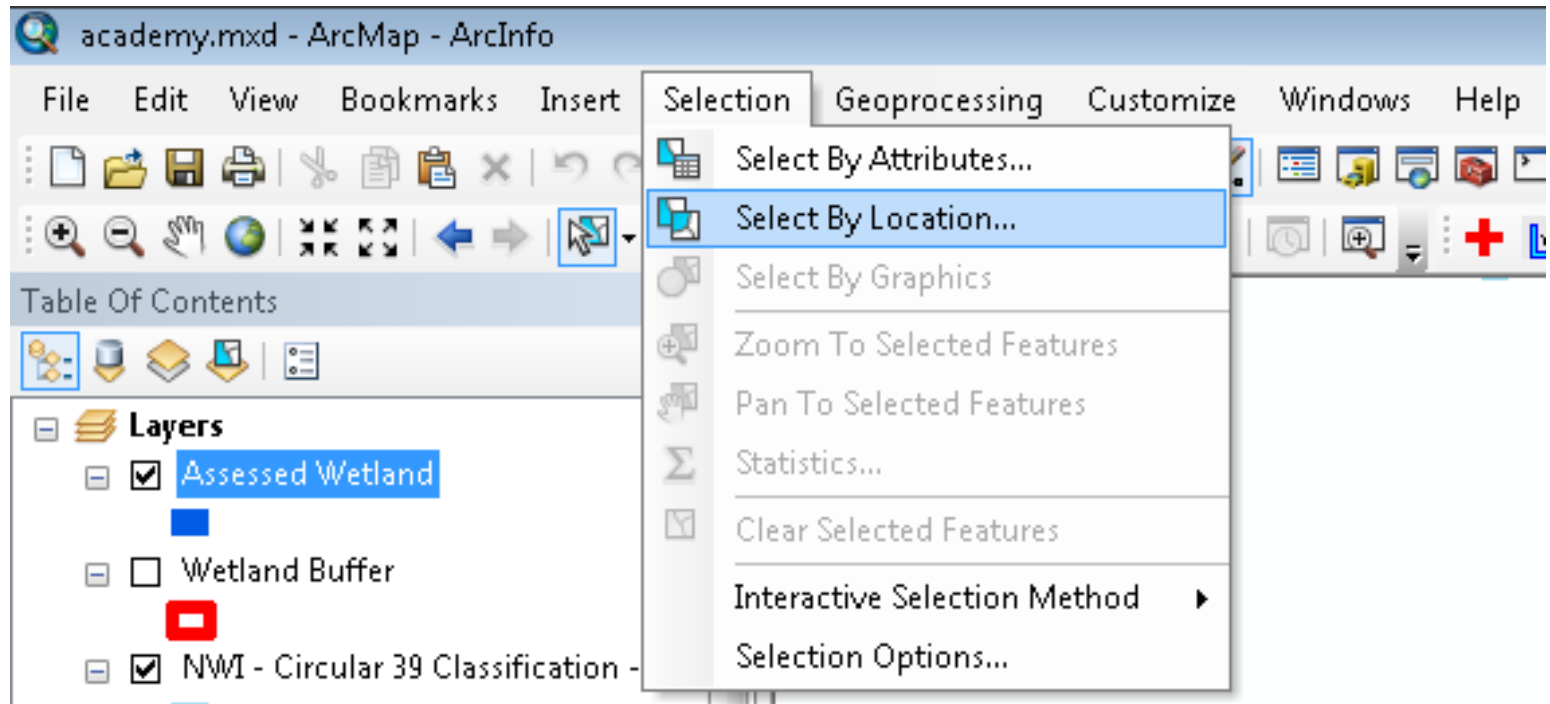 academy.mxd - ArcMap - ArcInfo
File Edit View Bookmarks Insert Selection Geoprocessing Customize Windows Help
Select By Attributes...
Select By Location...
Select By Graphics
Zoom To Selected Features
Pan To Selected Features
Statistics...
Clear Selected Features
Interactive Selection Method
Selection Options...
Table Of Contents
Layers
Assessed Wetland
Wetland Buffer
NWI - Circular 39 Classification -